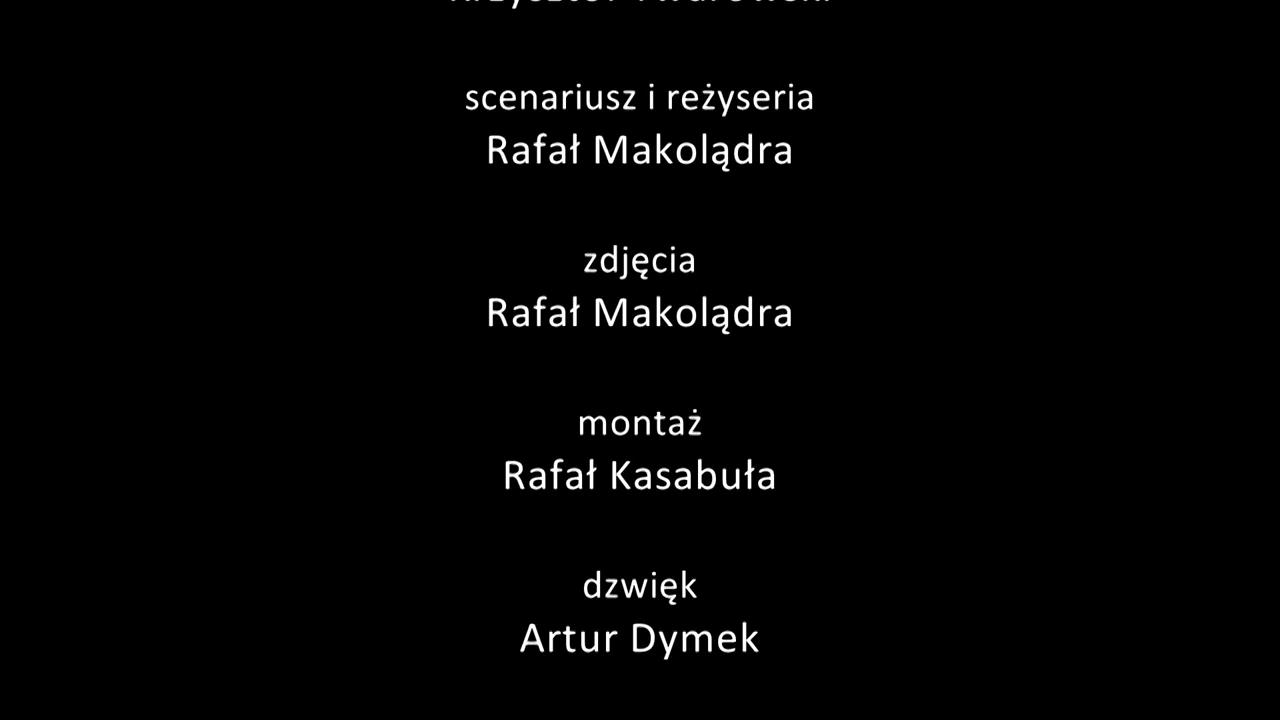 scenariusz i reżyseria
Rafał Makolądra
zdjęcia
Rafał Makolądra
montaż
Rafał Kasabuła
dzwięk
Artur Dymek